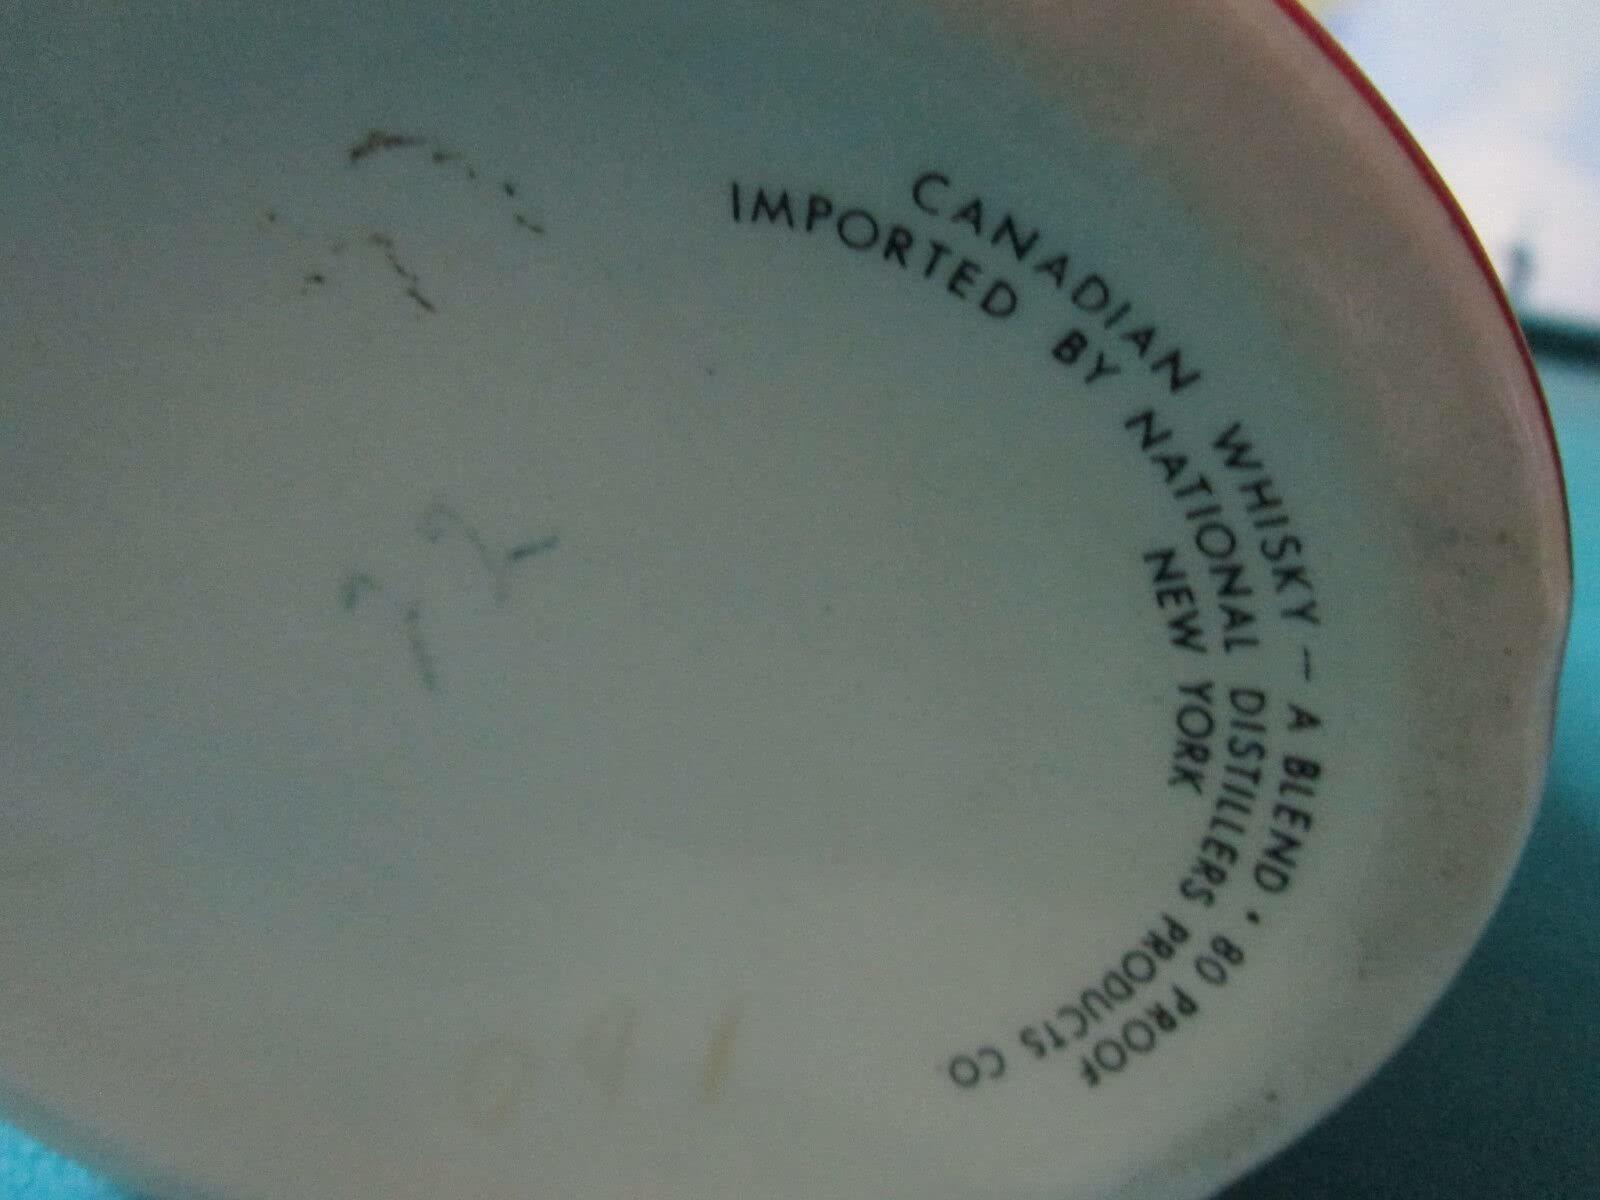 CANADIAN WHISKY – A BLEND · 80 PROOF
IMPORTED BY NATIONAL DISTILLERS PRODUCTS CO
NEW YORK